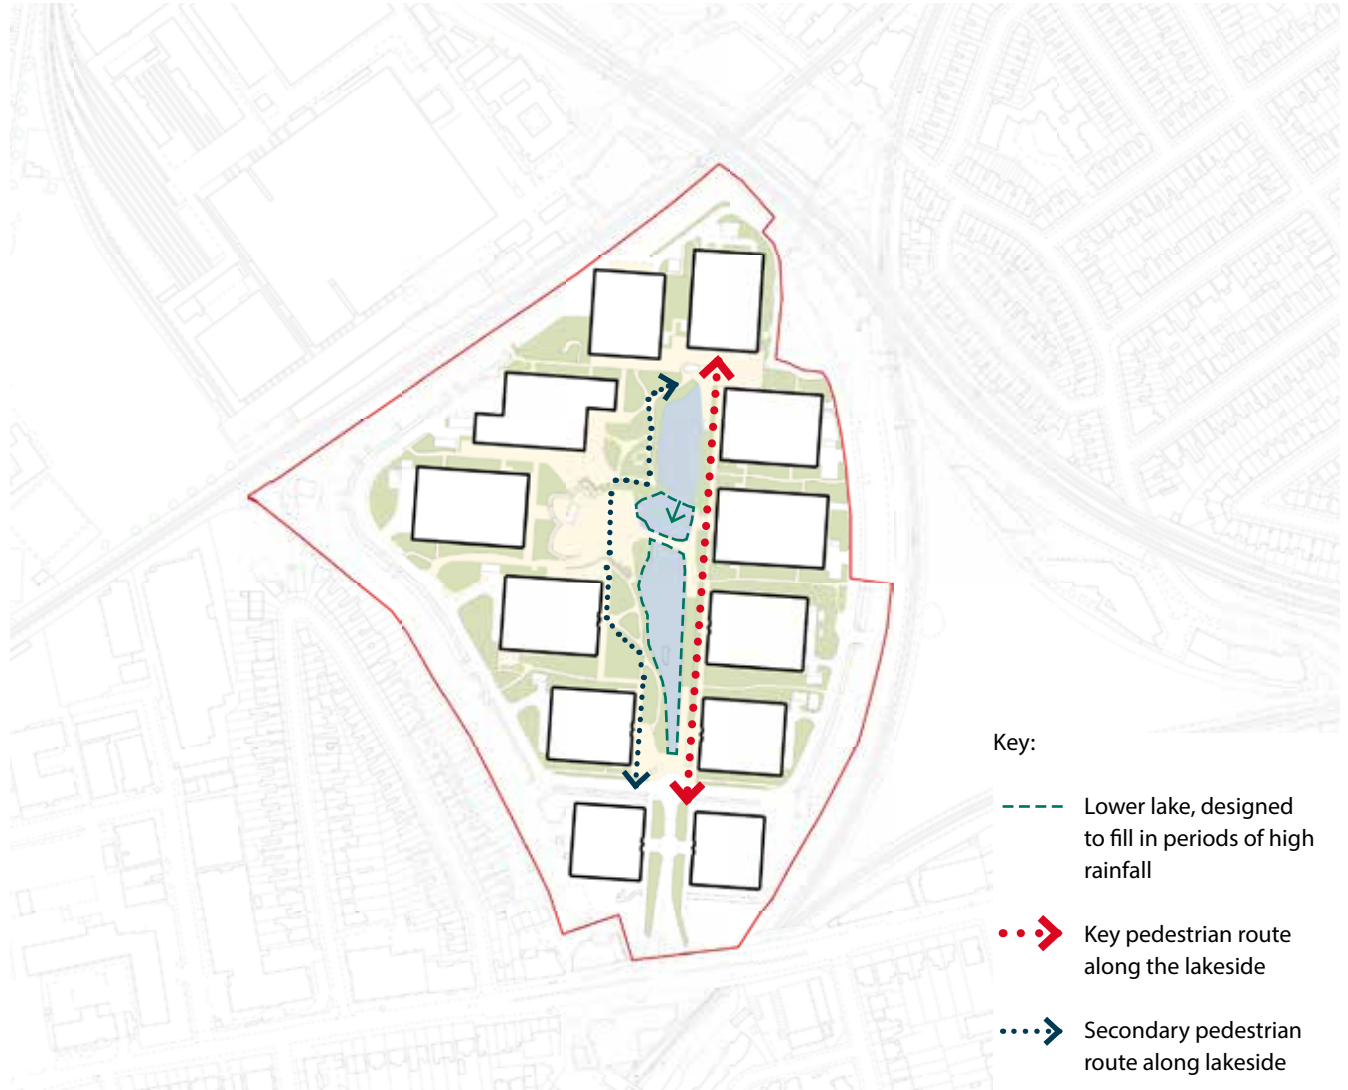 Key:
Lower lake, designed
to fill in periods of high
rainfall
Key pedestrian route
along the lakeside
Secondary pedestrian
route along lakeside